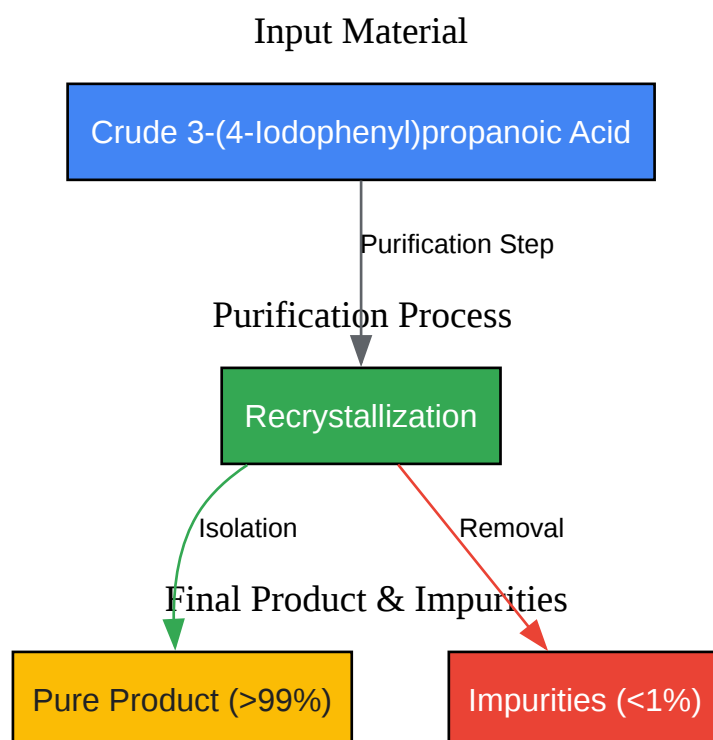 Input Material
Crude 3-(4-Iodophenyl)propanoic Acid
Purification Step
Purification Process
Recrystallization
Isolation
Removal
Final Product & Impurities
Pure Product (>99%)
Impurities (<1%)